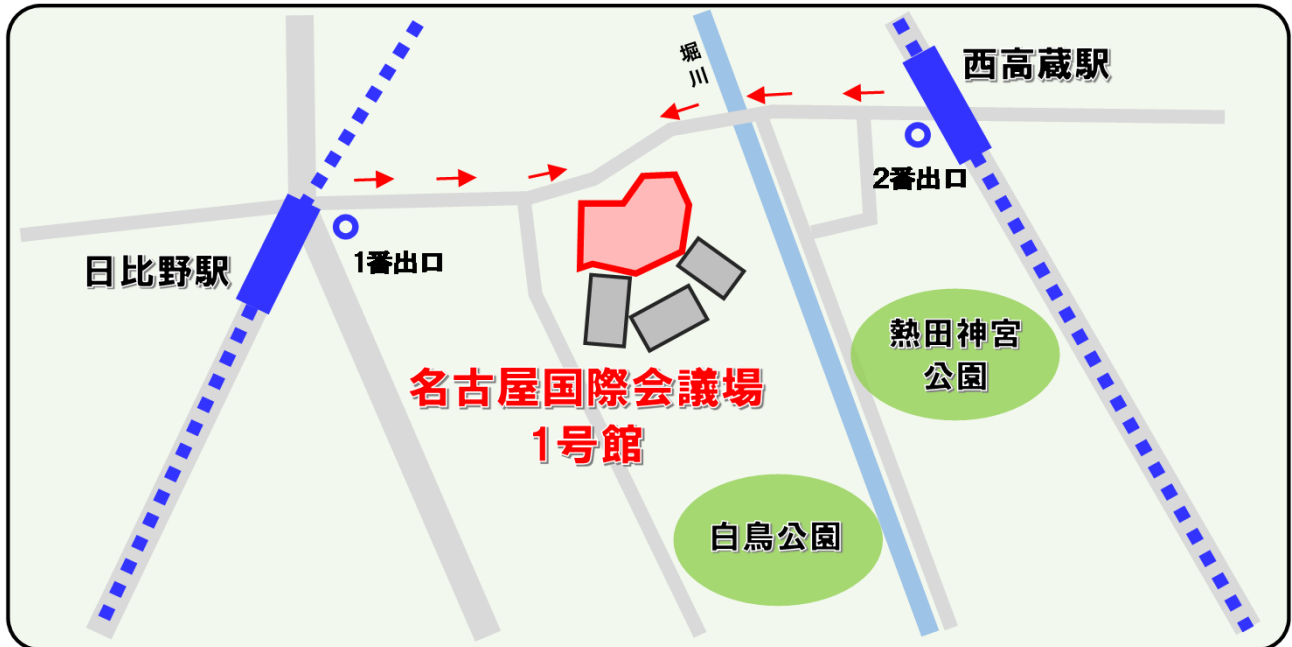 堀川
西高蔵駅
2番出口
日比野駅
1番出口
熱田神宮
公園
名古屋国際会議場
1号館
白鳥公園